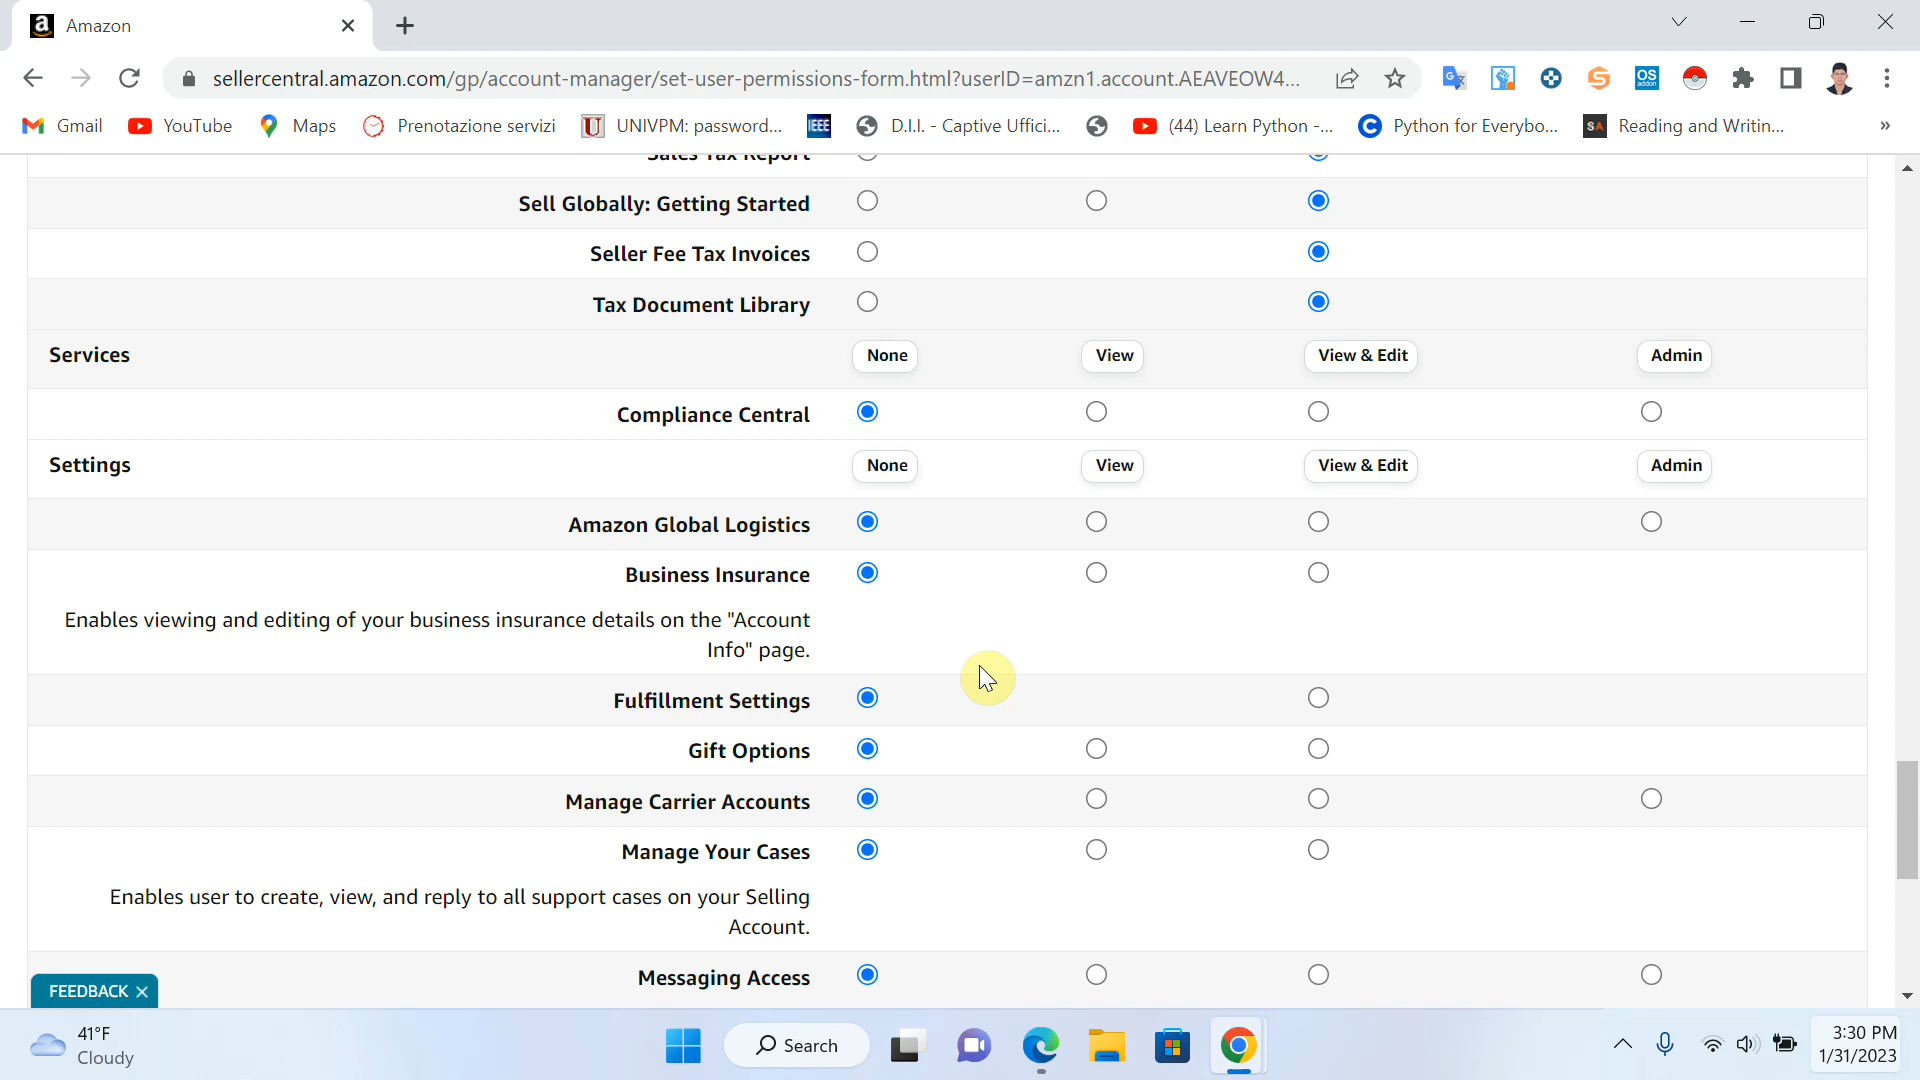 Amazon
sellercentral.amazon.com/gp/account-manager/set-user-permissions-form.html?userID=amzn1.account.AEAVEOW4...
Gmail YouTube Maps Prenotazione servizi UNIVPM: password... IEEE D.I.I. - Captive Uffici... (44) Learn Python -... Python for Everybo... Reading and Writin... »
Sales Tax Report
Sell Globally: Getting Started
Seller Fee Tax Invoices
Tax Document Library
Services None View View & Edit Admin
Compliance Central
Settings None View View & Edit Admin
Amazon Global Logistics
Business Insurance
Enables viewing and editing of your business insurance details on the "Account
Info" page.
Fulfillment Settings
Gift Options
Manage Carrier Accounts
Manage Your Cases
Enables user to create, view, and reply to all support cases on your Selling
Account.
Messaging Access
FEEDBACK
41°F
Cloudy
Search
3:30 PM
1/31/2023